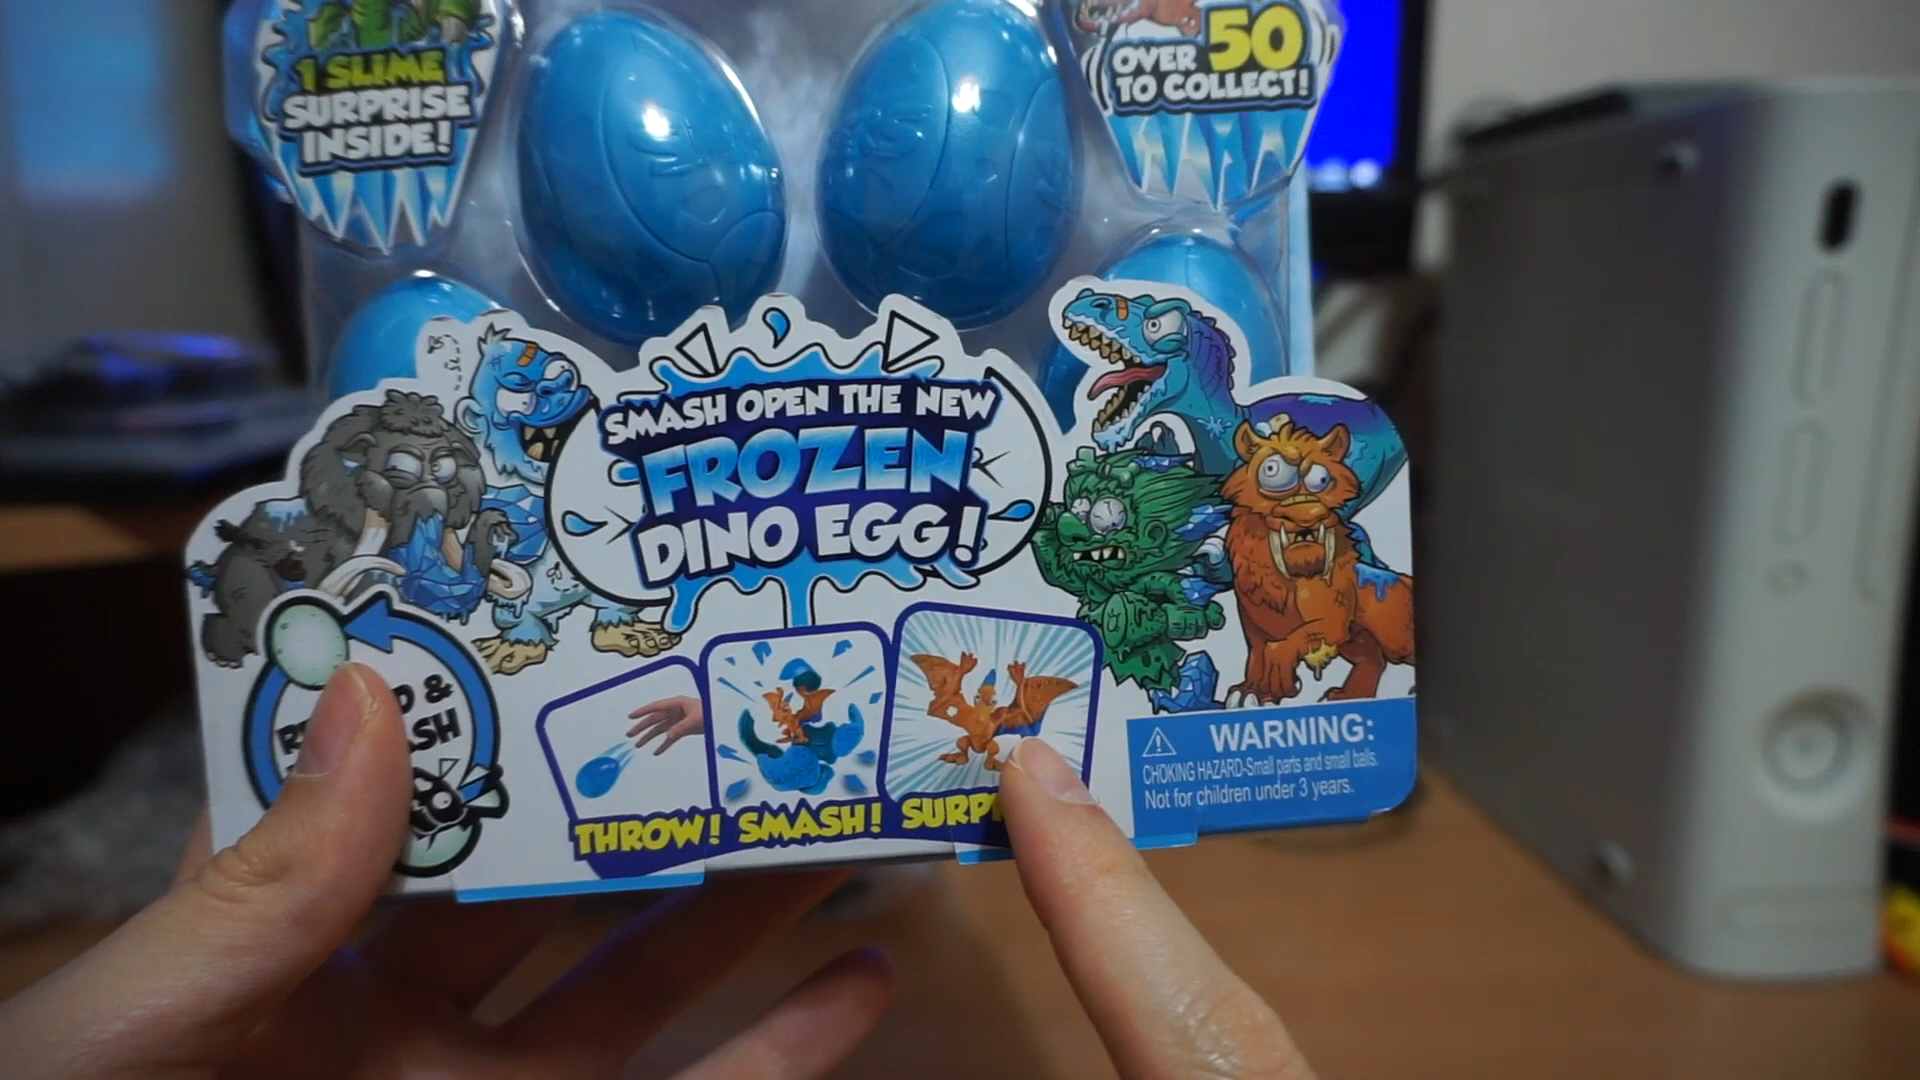 1 SLIME
SURPRISE
INSIDE!
OVER 50
TO COLLECT!
SMASH OPEN THE NEW
FROZEN
DINO EGG!
&
THROW! SMASH!
WARNING:
CHOKING HAZARD-Small parts and small balls.
Not for children under 3 years.